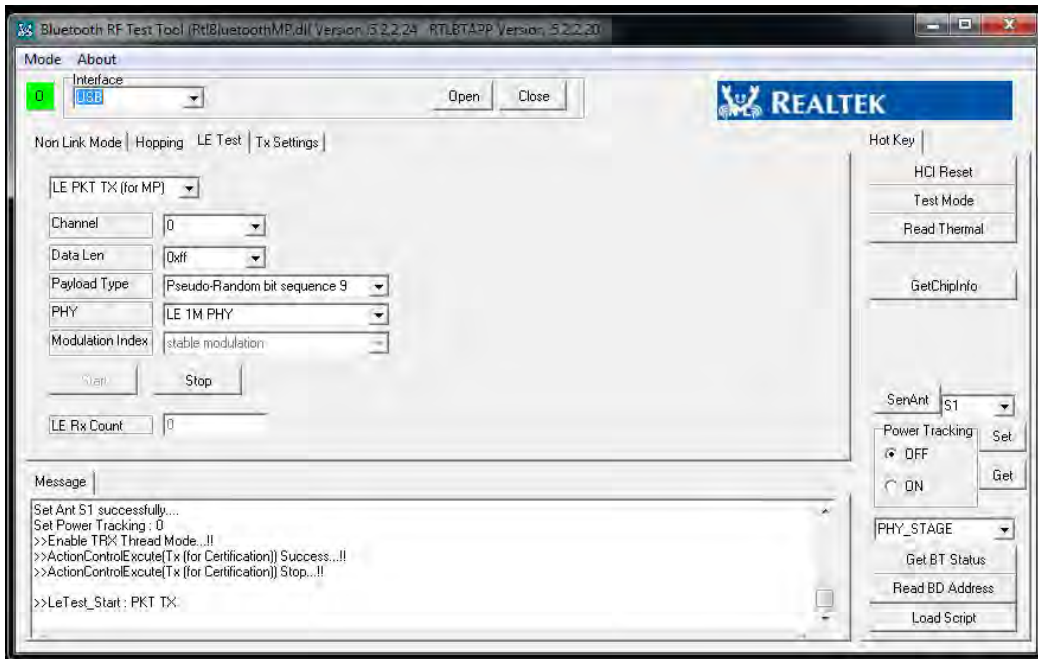 Bluetooth RF Test Tool (RtlBluetoothMP.dll Version :5.2.2.24 RTLBTAPP Version: 5.2.2.20
Mode About
Interface
0 USB Open Close
REALTEK
Non Link Mode Hopping LE Test Tx Settings Hot Key
LE PKT TX (for MP)
Channel 0
Data Len 0xff
Payload Type Pseudo-Random bit sequence 9
PHY LE 1M PHY
Modulation Index stable modulation
Start Stop
LE Rx Count 0
HCI Reset
Test Mode
Read Thermal
GetChipInfo
SenAnt S1
Power Tracking Set
OFF
ON Get
PHY_STAGE
Get BT Status
Read BD Address
Load Script
Message
Set Ant S1 successfully....
Set Power Tracking : 0
>>Enable TRX Thread Mode...!!
>>ActionControlExcute(Tx (for Certification)) Success...!!
>>ActionControlExcute(Tx (for Certification)) Stop...!!
>>LeTest_Start : PKT TX